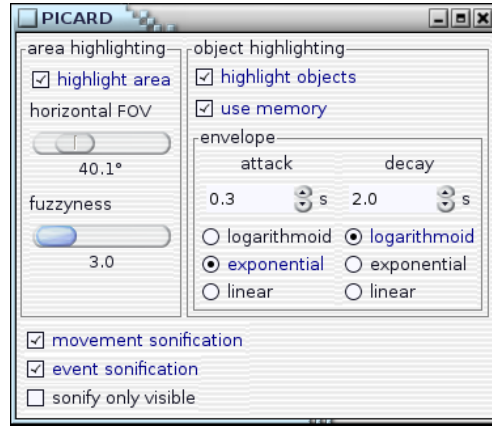 PICARD
area highlighting
highlight area
horizontal FOV
40.1°
fuzzyness
3.0
object highlighting
highlight objects
use memory
envelope
attack
0.3 s
logarithmoid
exponential
linear
decay
2.0 s
logarithmoid
exponential
linear
movement sonification
event sonification
sonify only visible